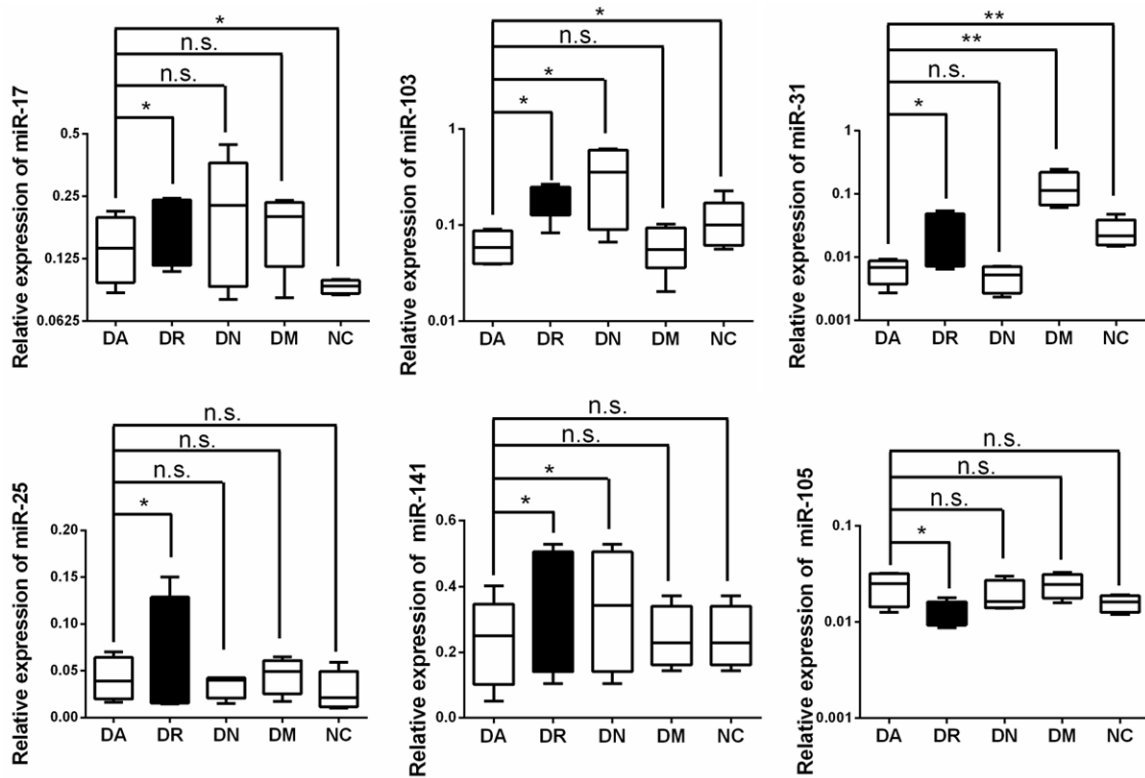 Relative expression of miR-17
*
n.s.
n.s.
*
0.5
0.25
0.125
0.0625
DA DR DN DM NC
Relative expression of miR-103
*
n.s.
*
*
1
0.1
0.01
DA DR DN DM NC
Relative expression of miR-31
**
**
n.s.
*
1
0.1
0.01
0.001
DA DR DN DM NC
Relative expression of miR-25
n.s.
n.s.
n.s.
*
0.20
0.15
0.10
0.05
0.00
DA DR DN DM NC
Relative expression of miR-141
n.s.
n.s.
*
*
0.6
0.4
0.2
0.0
DA DR DN DM NC
Relative expression of miR-105
n.s.
n.s.
n.s.
*
0.1
0.01
0.001
DA DR DN DM NC